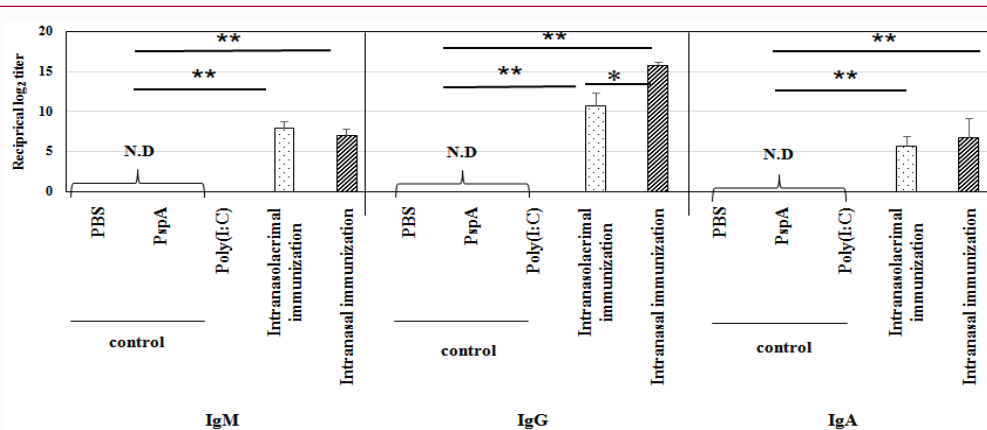 Reciprical log2 titer
20
15
10
5
0
**
**
N.D
PBS
PspA
Poly(I:C)
Intranasolacrimal
immunization
Intranasal immunization
control
IgM
**
**
*
N.D
PBS
PspA
Poly(I:C)
Intranasolacrimal
immunization
Intranasal immunization
control
IgG
**
**
N.D
PBS
PspA
Poly(I:C)
Intranasolacrimal
immunization
Intranasal immunization
control
IgA